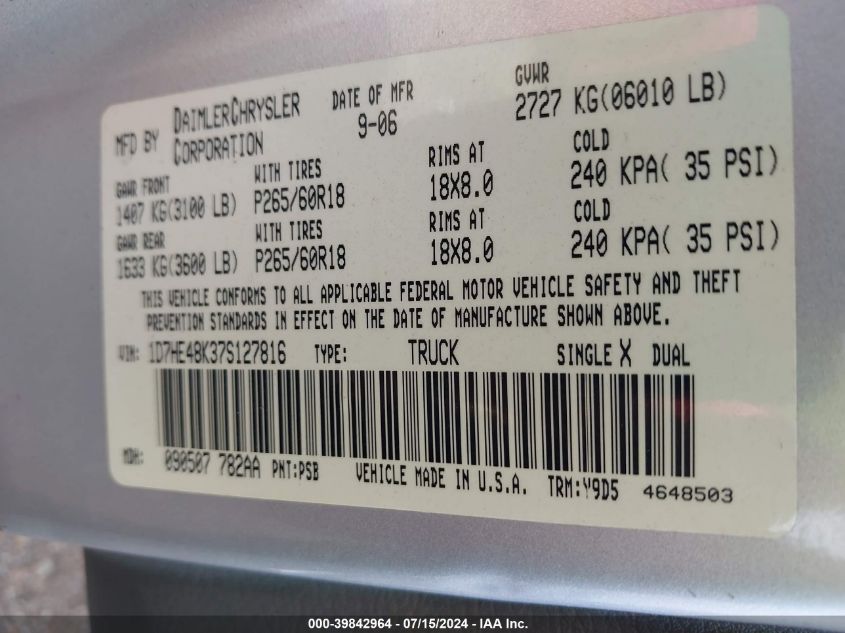 MFD BY DAIMLERCHRYSLER CORPORATION DATE OF MFR 9-06 GVWR 2727 KG(06010 LB)
GAWR FRONT WITH TIRES RIMS AT COLD
1407 KG(3100 LB) P265/60R18 18X8.0 240 KPA( 35 PSI)
GAWR REAR WITH TIRES RIMS AT COLD
1633 KG(3600 LB) P265/60R18 18X8.0 240 KPA( 35 PSI)
THIS VEHICLE CONFORMS TO ALL APPLICABLE FEDERAL MOTOR VEHICLE SAFETY AND THEFT
PREVENTION STANDARDS IN EFFECT ON THE DATE OF MANUFACTURE SHOWN ABOVE.
VIN: 1D7HE48K37S127816 TYPE: TRUCK SINGLE X DUAL
MDH: 090507 782AA PNT:PSB VEHICLE MADE IN U.S.A. TRM:Y9D5 4648503
000-39842964 - 07/15/2024 - IAA Inc.